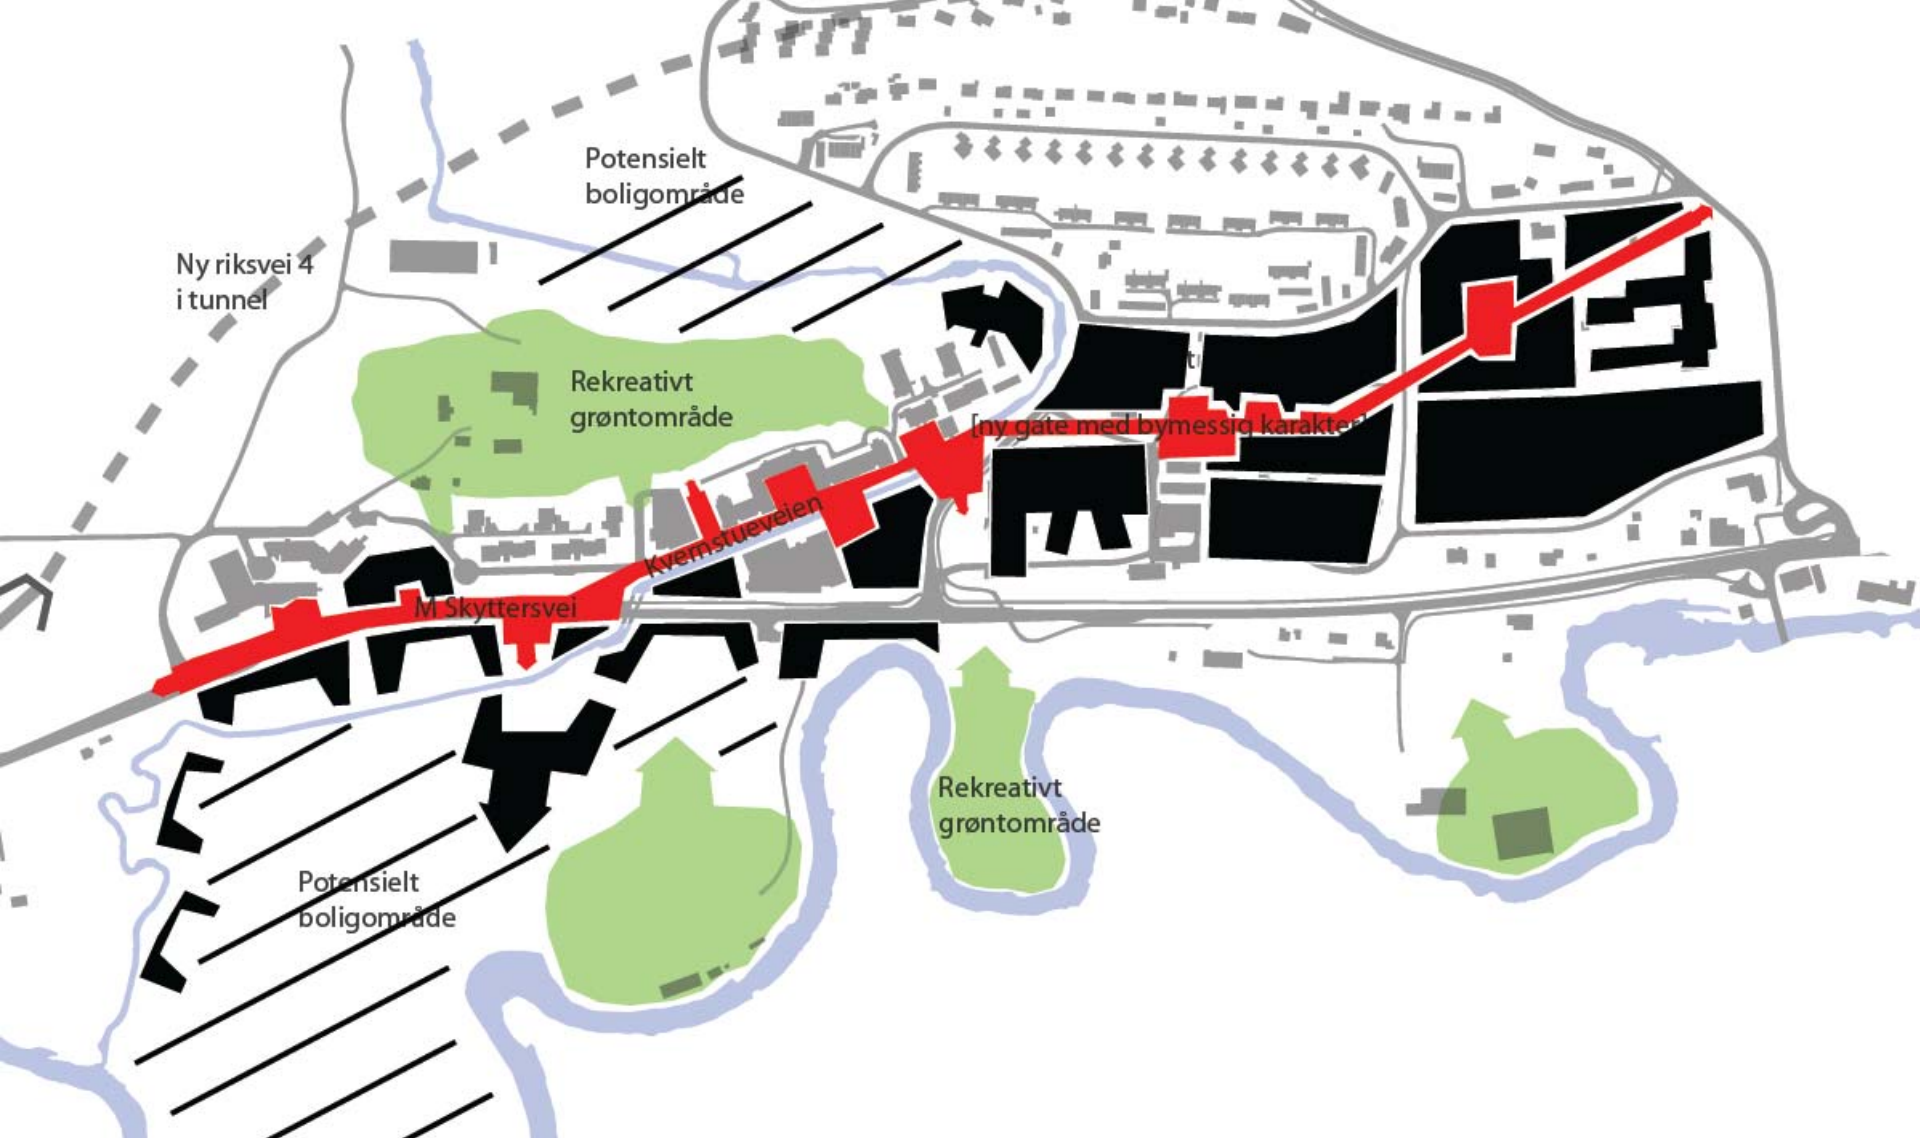 Potensielt
boligområde
Ny riksvei 4
i tunnel
Rekreativt
grøntområde
[ny gate med bymessig karakter]
Kvernstueveien
M Skyttersvei
Rekreativt
grøntområde
Potensielt
boligområde